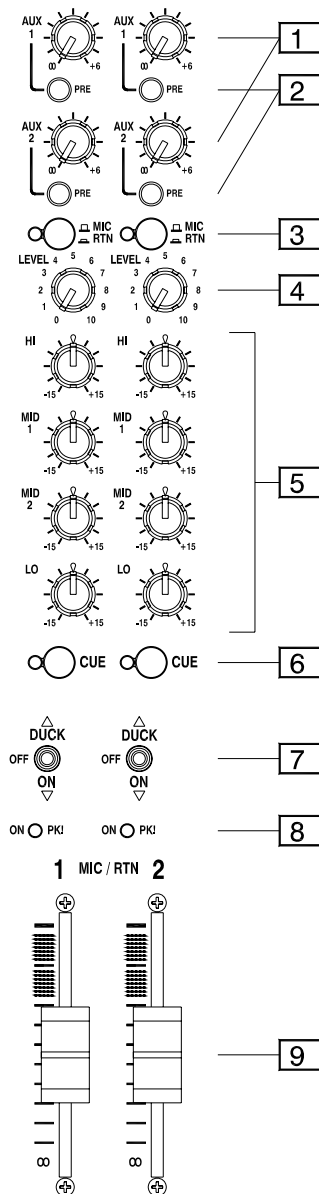 AUX 1 AUX 1 1
∞ +6 ∞ +6
PRE PRE 2
AUX 2 AUX 2
∞ +6 ∞ +6
PRE PRE
MIC RTN MIC RTN 3
LEVEL 0 1 2 3 4 5 6 7 8 9 10 LEVEL 0 1 2 3 4 5 6 7 8 9 10 4
HI HI
-15 +15 -15 +15
MID 1 MID 1
-15 +15 -15 +15 5
MID 2 MID 2
-15 +15 -15 +15
LO LO
-15 +15 -15 +15
CUE CUE 6
DUCK DUCK
OFF OFF 7
ON ON
ON PK! ON PK! 8
1 MIC / RTN 2
9
∞ ∞